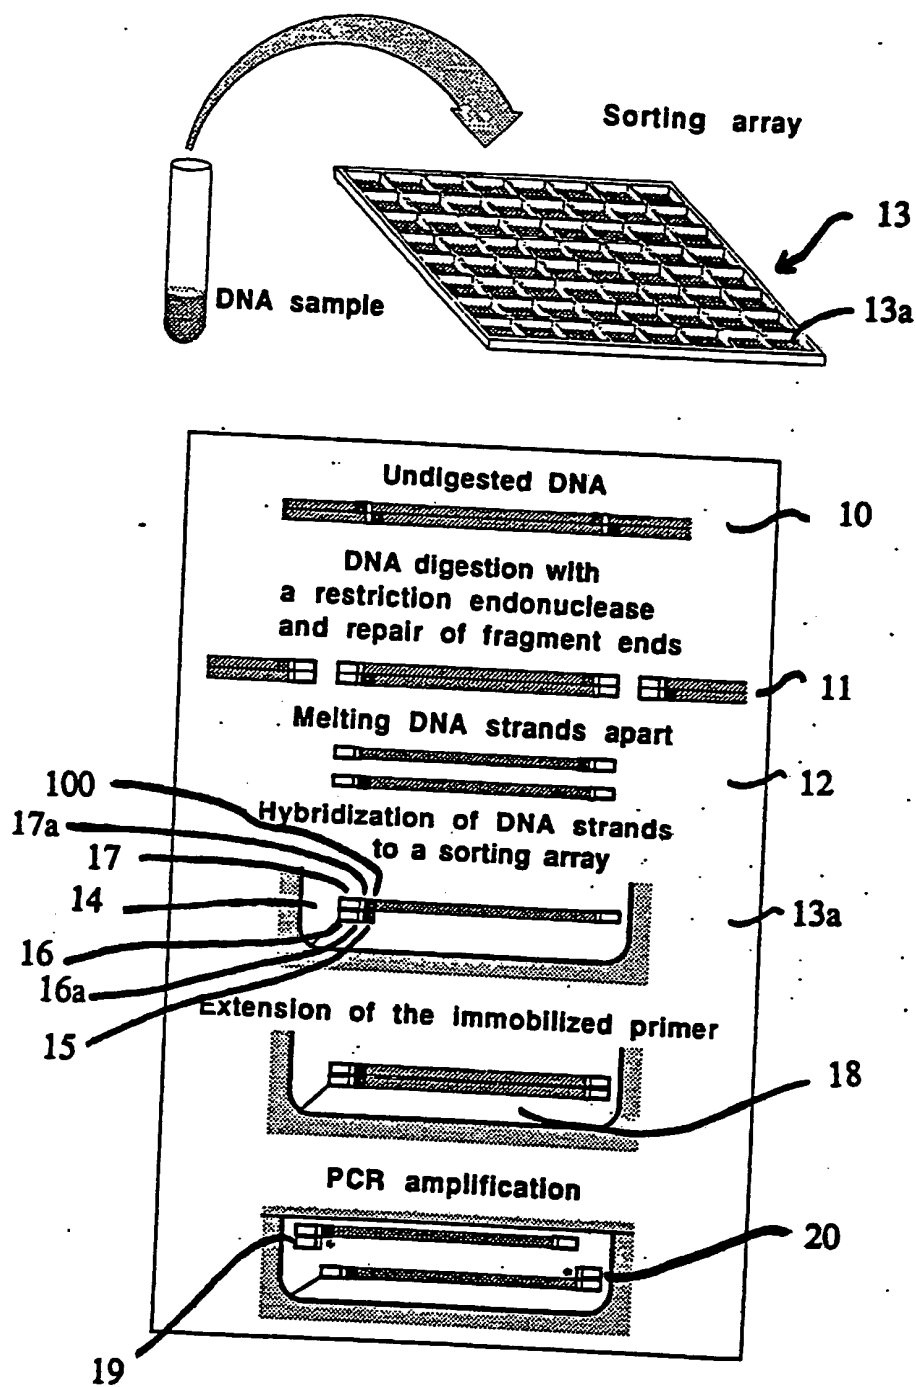 Sorting array
13
DNA sample
13a
Undigested DNA
10
DNA digestion with
a restriction endonuclease
and repair of fragment ends
11
Melting DNA strands apart
12
100
Hybridization of DNA strands
to a sorting array
17a
17
14
13a
16
16a
15
Extension of the immobilized primer
18
PCR amplification
20
19